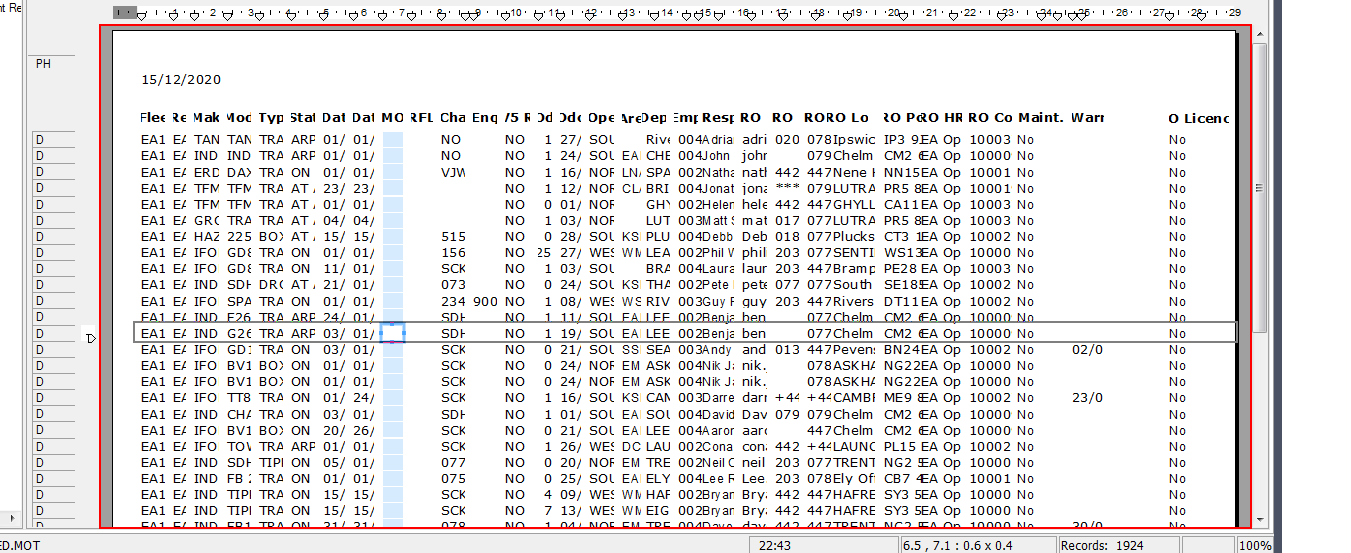 nt Re
1 2 3 4 5 6 7 8 9 10 11 12 13 14 15 16 17 18 19 20 21 22 23 24 25 26 27 28 29
PH
15/12/2020
Flee Re Mak Mod Typ Stat Dat Dat MO RFL Cha Eng /5 R Od Odo Ope Are Dep Emp Resp RO RO RO RO Lo RO Po RO HR RO Co Maint. Warr O Licenc
D EA1 EA TAN TAN TRA ARP 01/ 01/ NO NO 1 27/ SOU Rive 004 Adria adri 020 078 Ipswic IP3 9 EA Op 10003 No No
D EA1 EA IND IND TRA ARP 01/ 01/ NO NO 1 24/ SOU EA CHE 004 John john 079 Chelm CM2 6 EA Op 10000 No No
D EA1 EA ERD DAX TRA ON 01/ 01/ VJW NO 1 16/ NOR LN/ SPA 002 Natha nath 442 447 Nene NN15 EA Op 10001 No No
D EA1 EA TFM TFM TRA AT 23/ 23/ NO 1 12/ NOR CL/ BRI 004 Jonat jona *** 079 LUTRA PR5 8 EA Op 10001 No No
D EA1 EA TFM TFM TRA AT 01/ 01/ NO 0 01/ NOR GHY 002 Helen hele 442 447 GHYLL CA11 EA Op 10001 No No
D EA1 EA GRC TRA TRA AT 04/ 04/ NO 1 03/ NOR LUT 003 Matt mat 017 077 LUTRA PR5 8 EA Op 10001 No No
D EA1 EA HAZ 225 BOX AT 15/ 15/ 515 NO 0 28/ SOU KS PLU 004 Debb Deb 018 077 Plucks CT3 1 EA Op 10002 No No
D EA1 EA IFO GD8 TRA ON 01/ 01/ 156 NO 25 27/ WES WM LEA 002 Phil phil 203 077 SENTI WS13 EA Op 10000 No No
D EA1 EA IFO GD8 TRA ON 11/ 01/ SCK NO 1 03/ SOU BRA 004 Laura laur 203 447 Bramp PE28 EA Op 10003 No No
D EA1 EA IND SDH DRC AT 21/ 01/ 073 NO 0 24/ SOU KS THA 002 Pete pete 077 077 South SE18 EA Op 10002 No No
D EA1 EA IFO SPA TRA ON 01/ 01/ 234 900 NO 1 08/ WES WS RIV 003 Guy guy 203 447 Rivers DT11 EA Op 10002 No No
D EA1 EA IND F26 TRA ON 24/ 01/ SDH NO 1 11/ SOU EA LEE 002 Benja ben 077 Chelm CM2 6 EA Op 10000 No No
D EA1 EA IND G26 TRA ARP 03/ 01/ SDH NO 1 19/ SOU EA LEE 002 Benja ben 077 Chelm CM2 6 EA Op 10000 No No
D EA1 EA IFO GD1 TRA ON 03/ 01/ SCK NO 0 21/ SOU SS SEA 003 Andy and 013 447 Pevens BN24 EA Op 10002 No 02/0 No
D EA1 EA IFO BV1 BOX ON 01/ 01/ SCK NO 0 24/ NOR EM ASK 004 Nik nik. 078 ASKHA NG22 EA Op 10000 No No
D EA1 EA IFO BV1 BOX ON 01/ 01/ SCK NO 0 24/ NOR EM ASK 004 Nik nik. 078 ASKHA NG22 EA Op 10000 No No
D EA1 EA IFO TT8 TRA ON 01/ 24/ SCK NO 1 16/ SOU KS CAN 003 Darre darr +44 +44 CAMBR ME9 8 EA Op 10002 No 23/0 No
D EA1 EA IND CHA TRA ON 03/ 01/ SDH NO 1 01/ SOU EA LEE 004 David Dav 079 079 Chelm CM2 6 EA Op 10000 No No
D EA1 EA IND BV1 BOX ON 20/ 26/ SCK NO 0 24/ SOU EA LEE 004 Aaron aarc 447 Chelm CM2 6 EA Op 10000 No No
D EA1 EA IFO TOW TRA ARP 01/ 01/ SCK NO 1 26/ WES DC LAU 002 Cona con 442 +44 LAUNC PL15 EA Op 10000 No No
D EA1 EA IND SDH TIPI ON 05/ 01/ 077 NO 0 20/ NOR EM TRE 002 Neil C neil 203 077 TRENT NG2 5 EA Op 10000 No No
D EA1 EA IND FB 2 TRA ON 01/ 01/ 075 NO 0 25/ SOU EA ELY 004 Lee R Lee. 203 078 Ely Of CB7 4 EA Op 10001 No No
D EA1 EA IND TIPI TRA ON 15/ 15/ SCK NO 4 09/ WES WM HAF 002 Bryan Brya 442 447 HAFRE SY3 5 EA Op 10000 No No
D EA1 EA IND TIPI TRA ON 15/ 15/ SCK NO 7 13/ WES WM EIG 002 Bryan Brya 442 447 HAFRE SY3 5 EA Op 10000 No No
D
ED.MOT 22:43 6.5 , 7.1 : 0.6 x 0.4 Records: 1924 100%